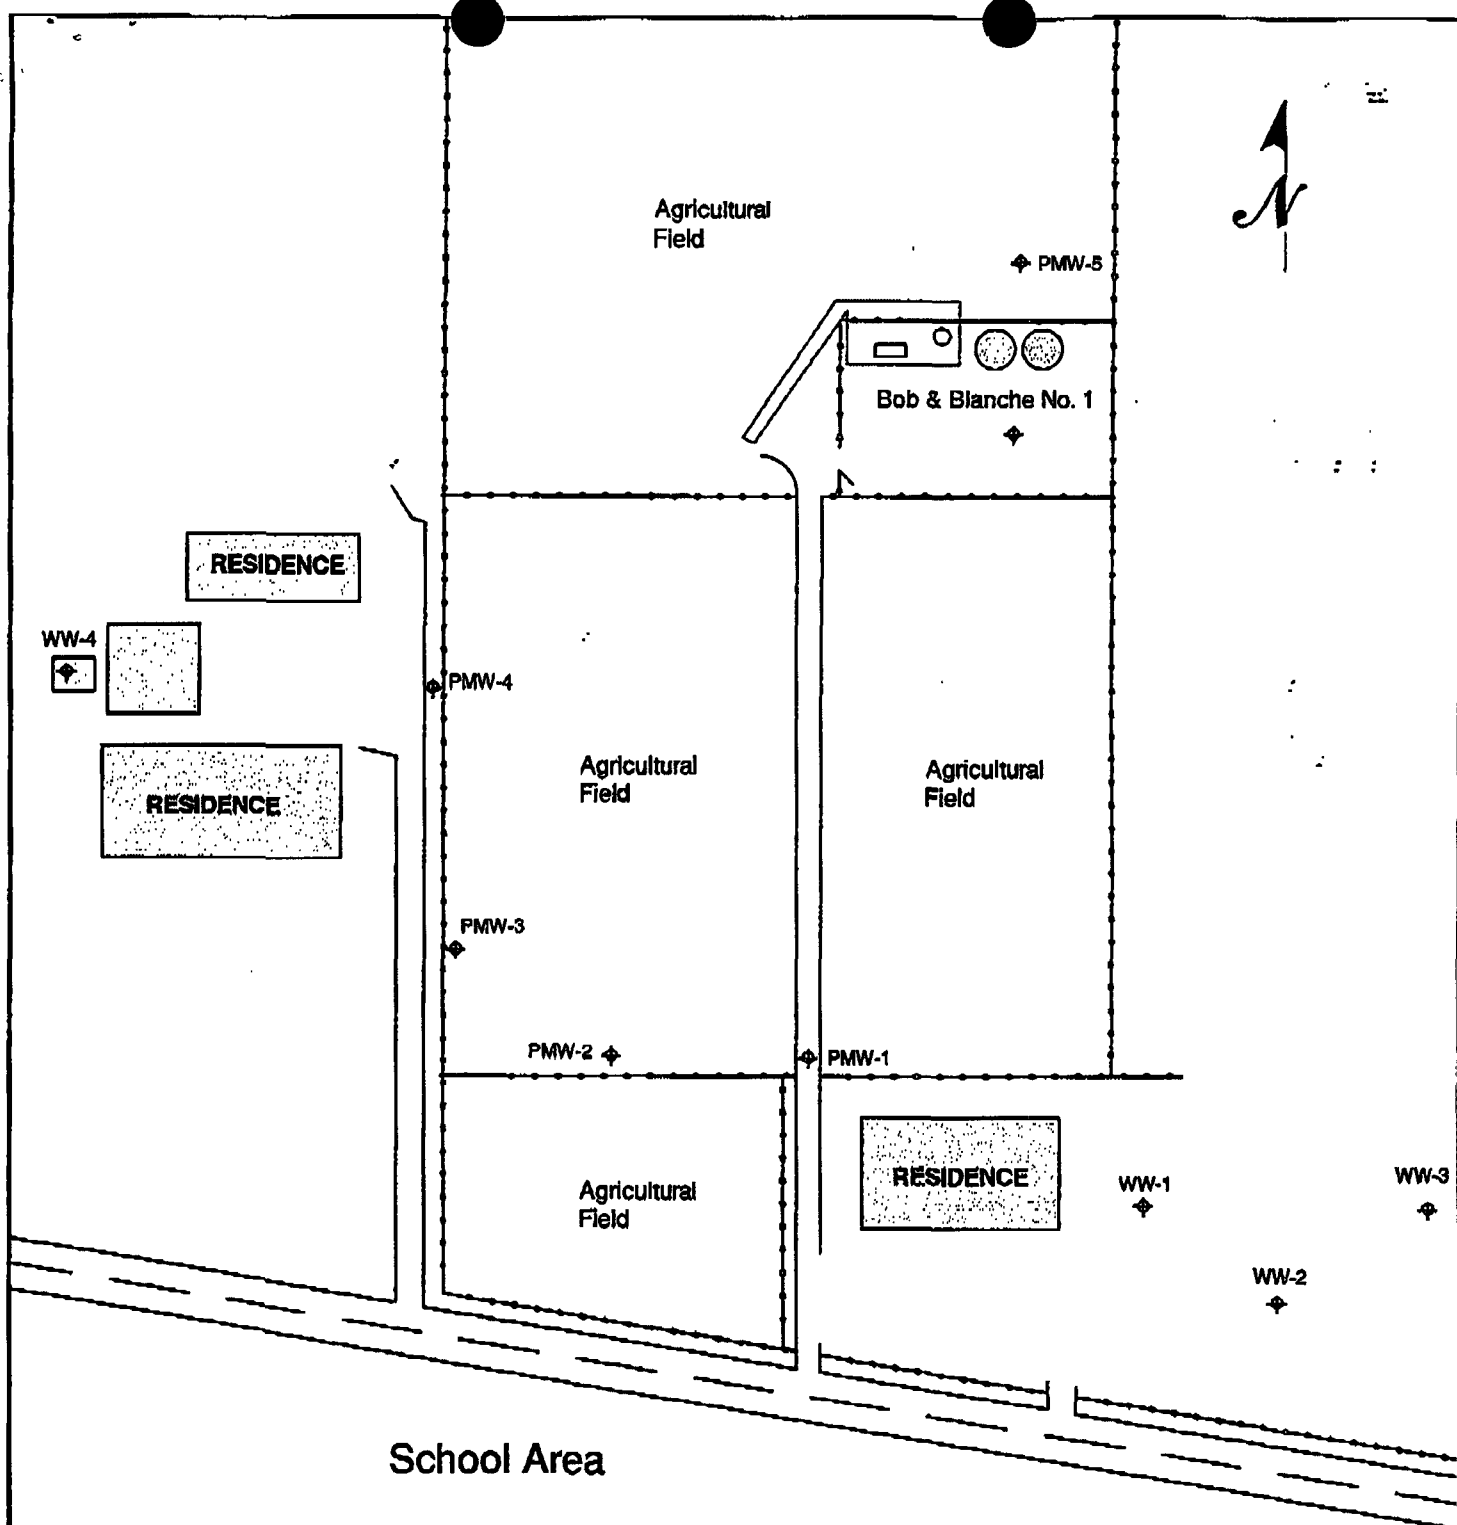 Agricultural
Field
N
PMW-5
Bob & Blanche No. 1
RESIDENCE
WW-4
PMW-4
Agricultural
Field
Agricultural
Field
RESIDENCE
PMW-3
PMW-2
PMW-1
RESIDENCE
WW-1
WW-3
Agricultural
Field
WW-2
School Area